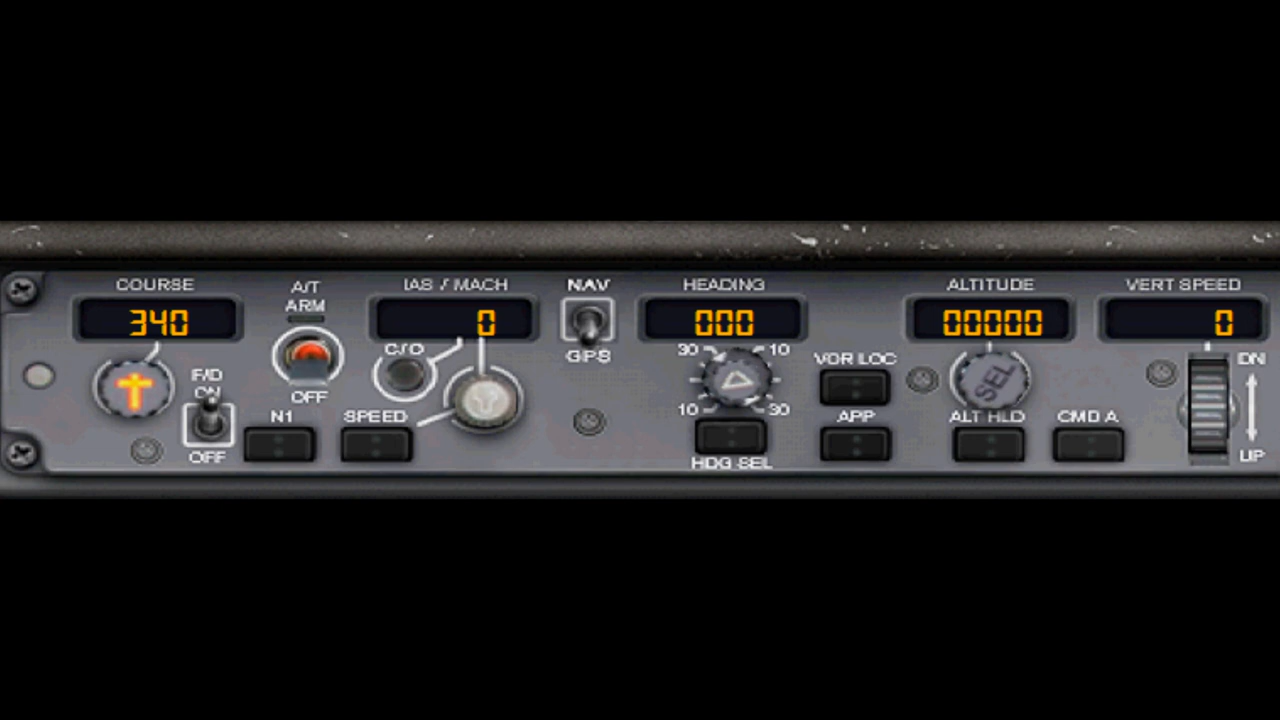 COURSE
A/T
ARM
IAS / MACH
NAV
HEADING
ALTITUDE
VERT SPEED
340
0
000
00000
0
C/O
GPS
30
10
VOR LOC
DN
F/D
ON
OFF
SEL
N1
SPEED
10
30
APP
ALT HLD
CMD A
OFF
HDG SEL
UP